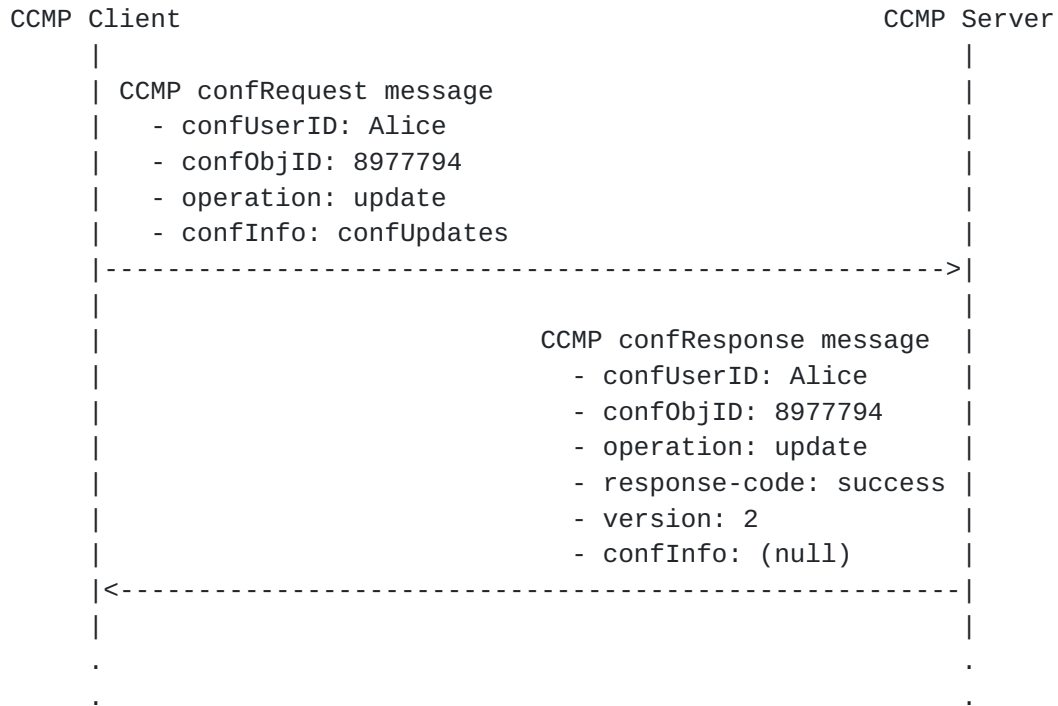 CCMP Client                                             CCMP Server
     |                                                        |
     | CCMP confRequest message                               |
     |   - confUserID: Alice                                  |
     |   - confObjID: 8977794                                 |
     |   - operation: update                                  |
     |   - confInfo: confUpdates                              |
     |------------------------------------------------------>|
     |                                                        |
     |                            CCMP confResponse message  |
     |                              - confUserID: Alice       |
     |                              - confObjID: 8977794      |
     |                              - operation: update       |
     |                              - response-code: success |
     |                              - version: 2              |
     |                              - confInfo: (null)        |
     |<------------------------------------------------------|
     |                                                        |
     .                                                        .
     .                                                        .